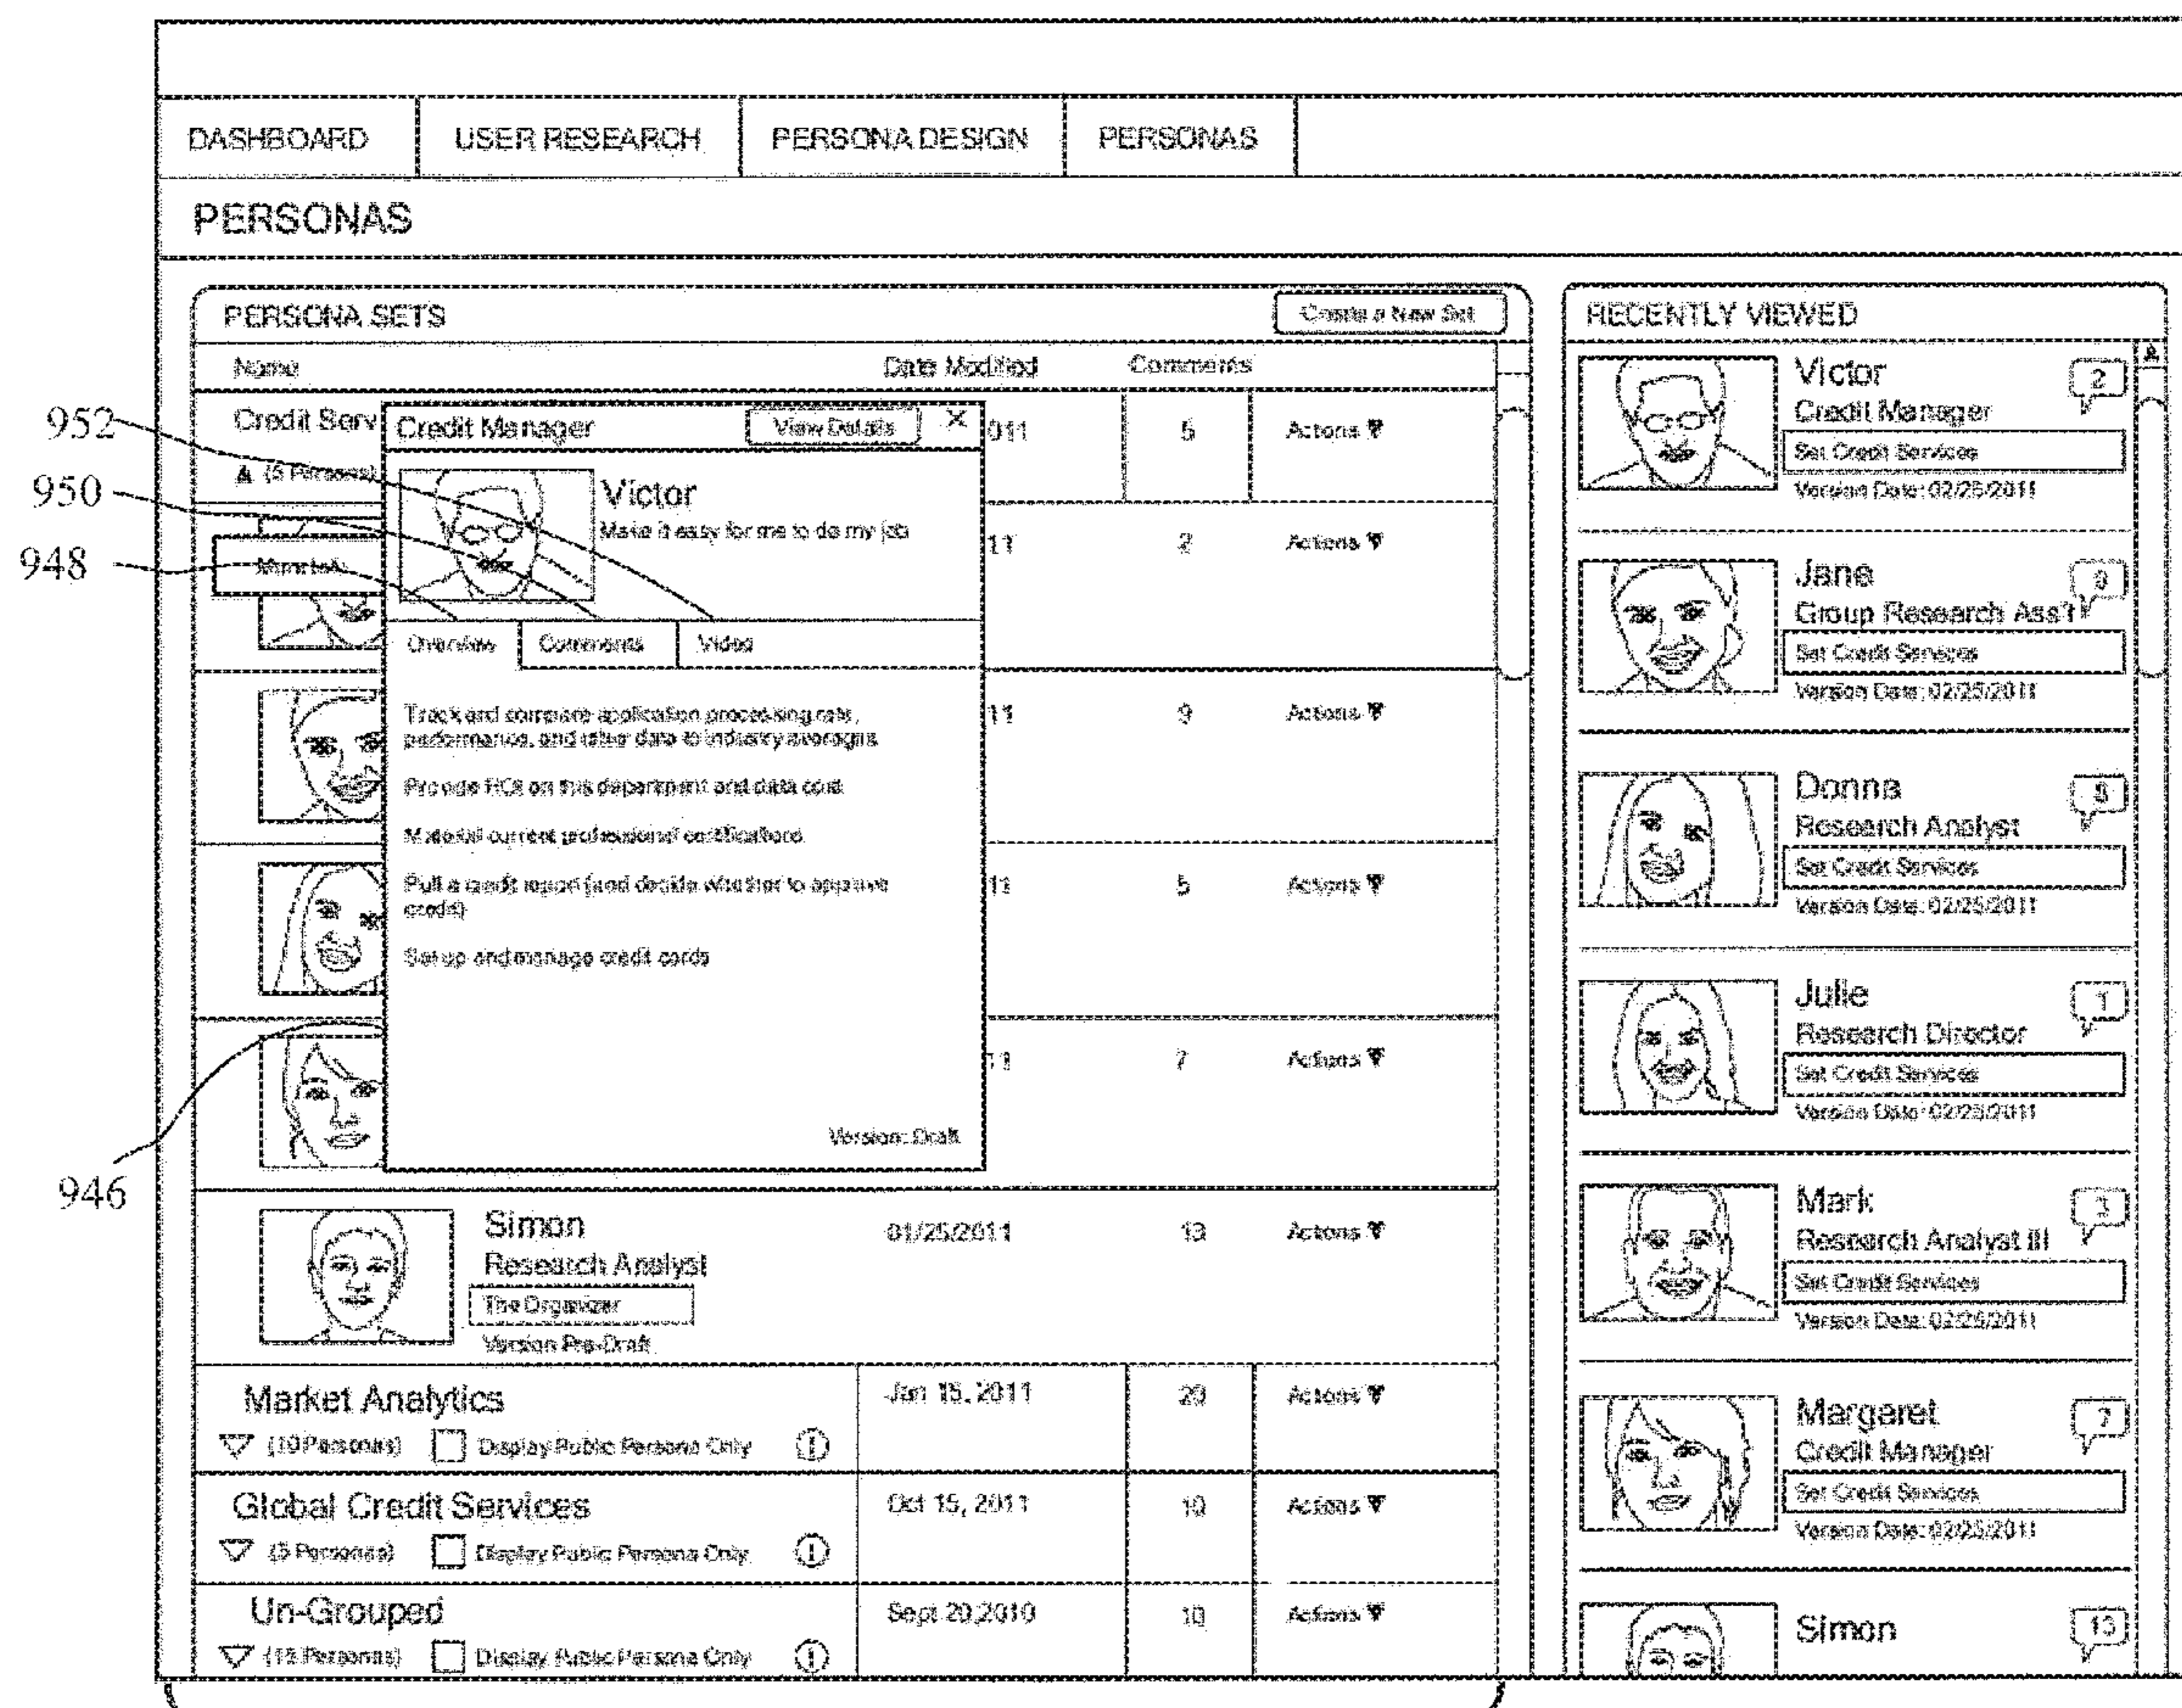 DASHBOARD USER RESEARCH PERSONA DESIGN PERSONAS
PERSONAS
PERSONA SETS Create a New Set
Name Date Modified Comments
Credit Serv 011 5 Actions
(5 Personas)
11 2 Actions
11 9 Actions
11 5 Actions
11 7 Actions
952
950
948
946
Credit Manager View Details X
Victor
Make it easy for me to do my job
Overview Comments Video
Track and compare application processing rate,
performance, and other data to industry averages
Provide ROI on this department and data cost
current professional certifications
Pull a credit report (and decide whether to approve
credit)
Set up and manage credit cards
Version: Draft
Simon 01/25/2011 13 Actions
Research Analyst
The Organizer
Version Pre-Draft
Market Analytics Jan 15, 2011 20 Actions
(10 Personas) Display Public Persona Only
Global Credit Services Oct 15, 2011 10 Actions
(5 Personas) Display Public Persona Only
Un-Grouped Sept 20,2010 10 Actions
(15 Personas) Display Public Persona Only
RECENTLY VIEWED
Victor 2
Credit Manager
Set Credit Services
Version Date: 02/25/2011
Jane 9
Group Research Ass't
Set Credit Services
Version Date: 02/25/2011
Donna 5
Research Analyst
Set Credit Services
Version Date: 02/25/2011
Julie 1
Research Director
Set Credit Services
Version Date: 02/25/2011
Mark 3
Research Analyst III
Set Credit Services
Version Date: 02/25/2011
Margaret 7
Credit Manager
Set Credit Services
Version Date: 02/25/2011
Simon 13